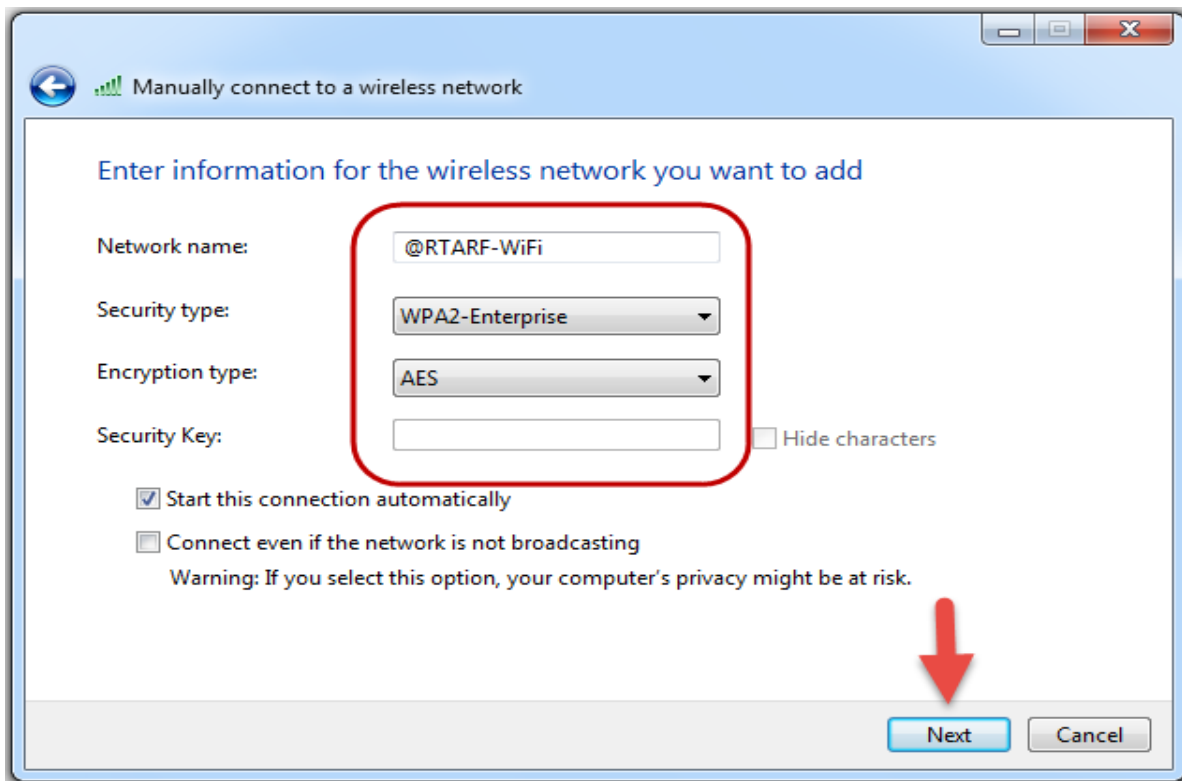 Manually connect to a wireless network
Enter information for the wireless network you want to add
Network name: @RTARF-WiFi
Security type: WPA2-Enterprise
Encryption type: AES
Security Key: Hide characters
Start this connection automatically
Connect even if the network is not broadcasting
Warning: If you select this option, your computer's privacy might be at risk.
Next Cancel